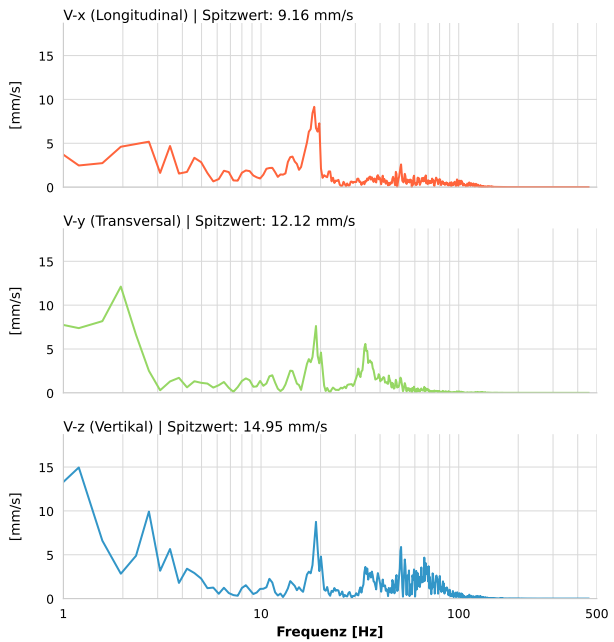 V-x (Longitudinal) | Spitzwert: 9.16 mm/s
[mm/s]
15
10
5
0
V-y (Transversal) | Spitzwert: 12.12 mm/s
[mm/s]
15
10
5
0
V-z (Vertikal) | Spitzwert: 14.95 mm/s
[mm/s]
15
10
5
0
1 10 100 500
Frequenz [Hz]